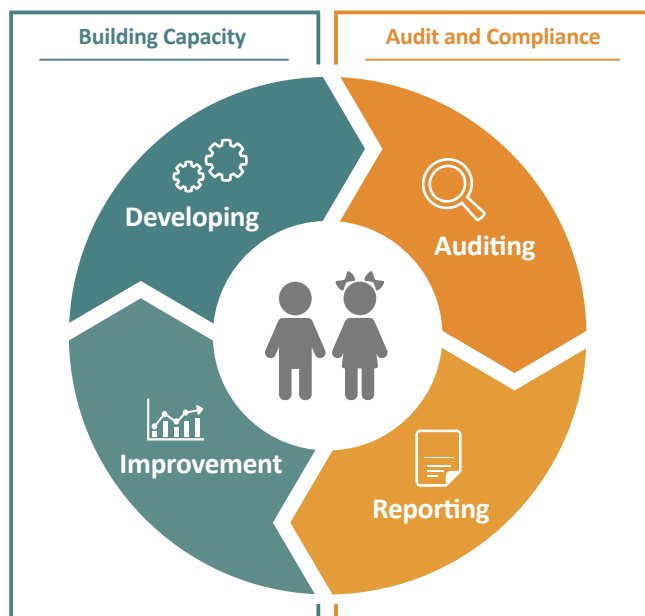 Building Capacity
Audit and Compliance
Developing
Auditing
Improvement
Reporting